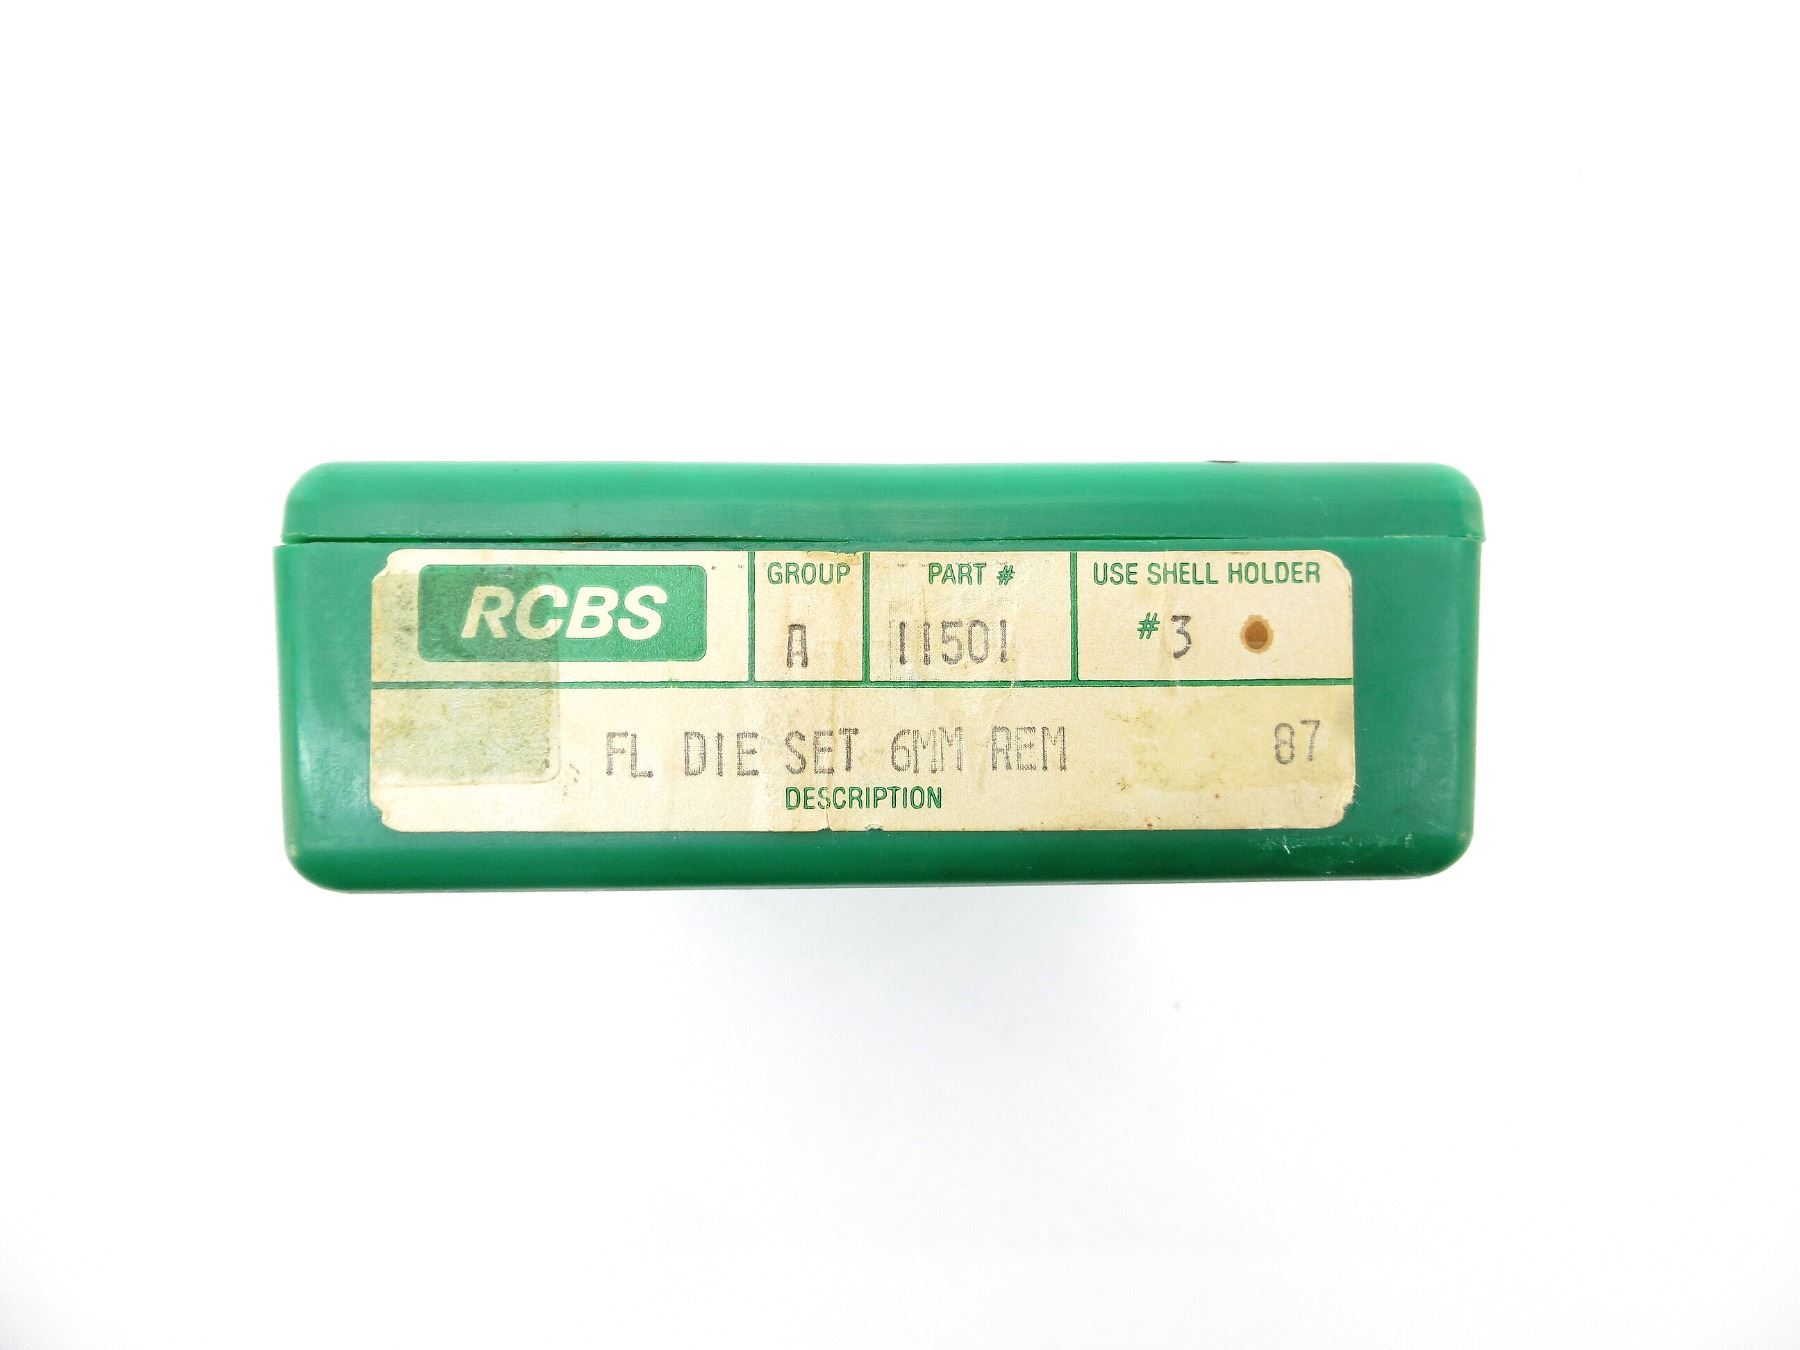 RCBS
GROUP
A
PART #
11501
USE SHELL HOLDER
#3
FL DIE SET 6MM REM 87
DESCRIPTION